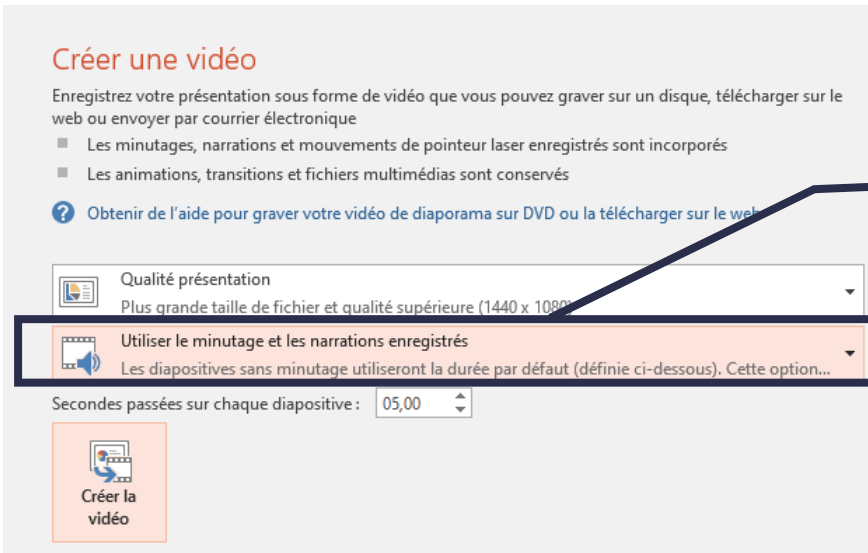 Créer une vidéo
Enregistrez votre présentation sous forme de vidéo que vous pouvez graver sur un disque, télécharger sur le
web ou envoyer par courrier électronique
Les minutages, narrations et mouvements de pointeur laser enregistrés sont incorporés
Les animations, transitions et fichiers multimédias sont conservés
? Obtenir de l'aide pour graver votre vidéo de diaporama sur DVD ou la télécharger sur le web
Qualité présentation
Plus grande taille de fichier et qualité supérieure (1440 x 1080)
Utiliser le minutage et les narrations enregistrés
Les diapositives sans minutage utiliseront la durée par défaut (définie ci-dessous). Cette option...
Secondes passées sur chaque diapositive : 05,00
Créer la
vidéo